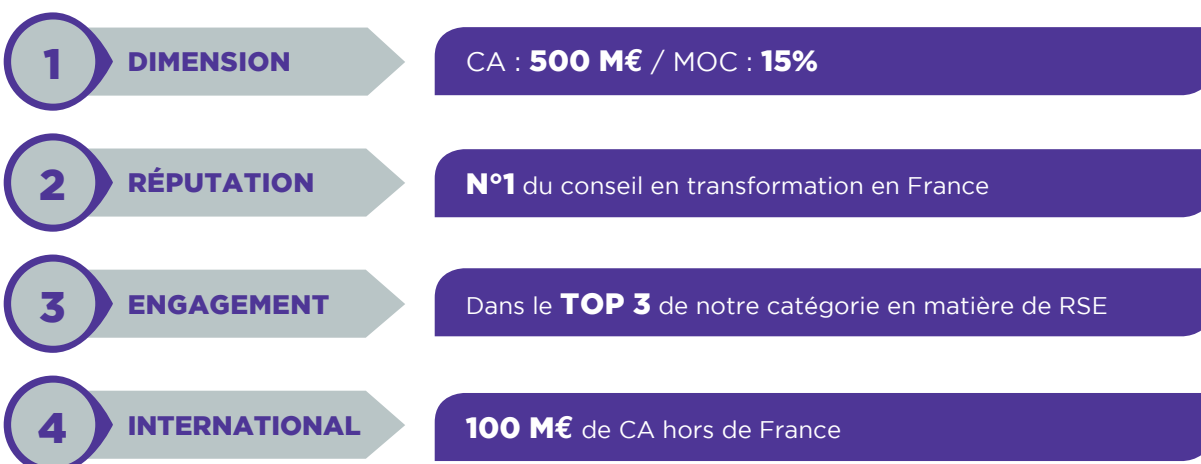 1 DIMENSION CA : 500 M€ / MOC : 15%
2 RÉPUTATION N°1 du conseil en transformation en France
3 ENGAGEMENT Dans le TOP 3 de notre catégorie en matière de RSE
4 INTERNATIONAL 100 M€ de CA hors de France